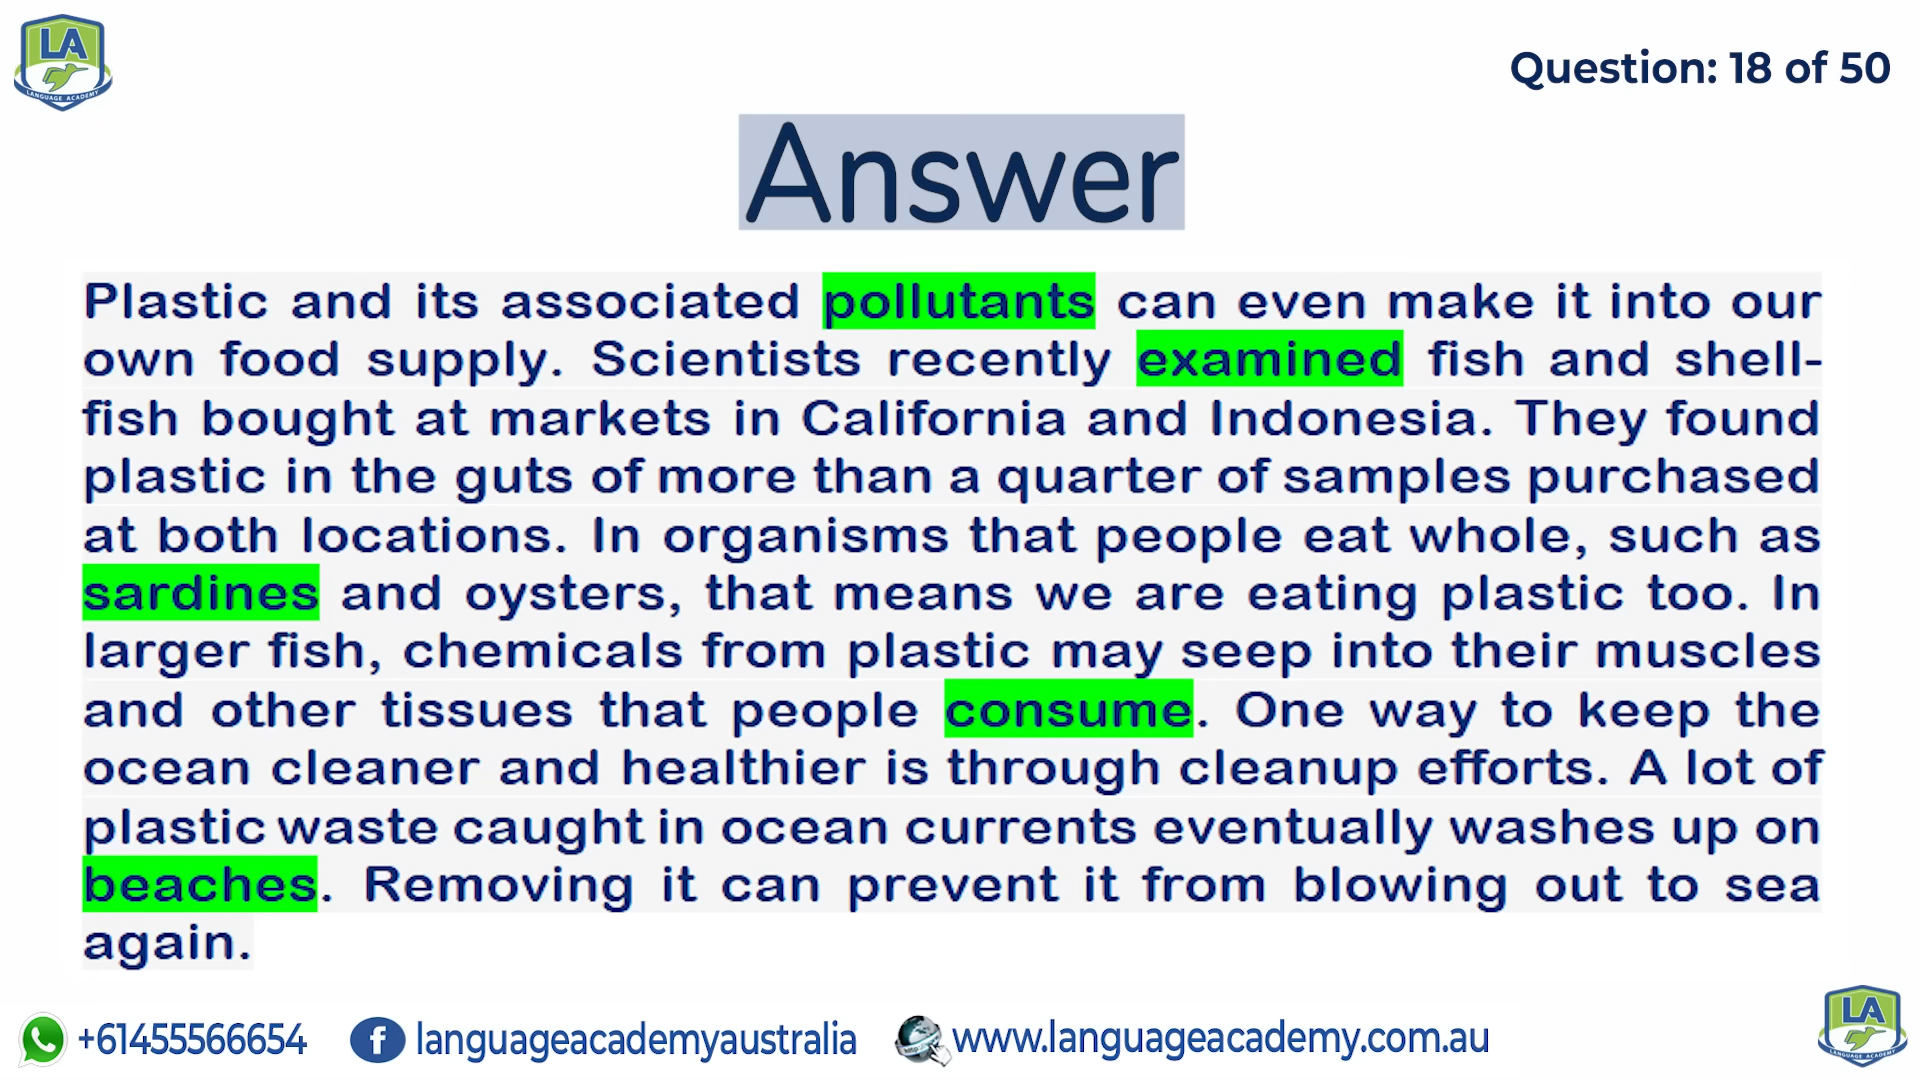 LA
LANGUAGE ACADEMY
Question: 18 of 50
Answer
Plastic and its associated pollutants can even make it into our
own food supply. Scientists recently examined fish and shell-
fish bought at markets in California and Indonesia. They found
plastic in the guts of more than a quarter of samples purchased
at both locations. In organisms that people eat whole, such as
sardines and oysters, that means we are eating plastic too. In
larger fish, chemicals from plastic may seep into their muscles
and other tissues that people consume. One way to keep the
ocean cleaner and healthier is through cleanup efforts. A lot of
plastic waste caught in ocean currents eventually washes up on
beaches. Removing it can prevent it from blowing out to sea
again.
+61455566654
f
languageacademyaustralia
http://
www.languageacademy.com.au
LA
LANGUAGE ACADEMY